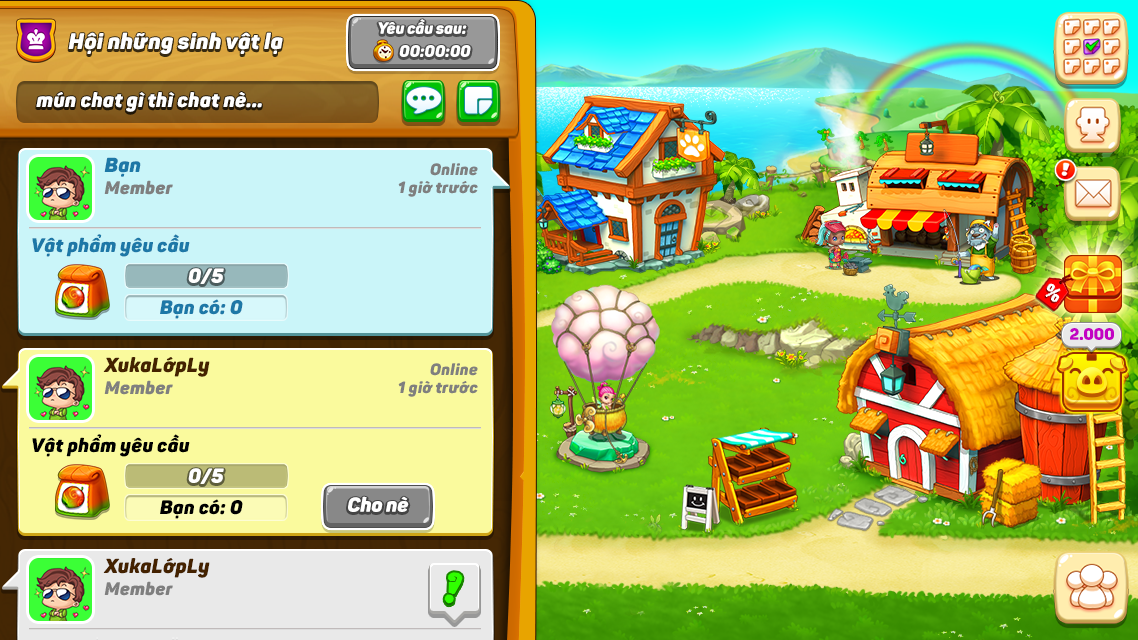 Hội những sinh vật lạ
Yêu cầu sau:
00:00:00
mún chat gì thì chat nè...
Bạn
Member
Online
1 giờ trước
Vật phẩm yêu cầu
0/5
Bạn có: 0
XukaLớpLy
Member
Online
1 giờ trước
Vật phẩm yêu cầu
0/5
Bạn có: 0
Cho nè
XukaLớpLy
Member
!
!
%
2.000